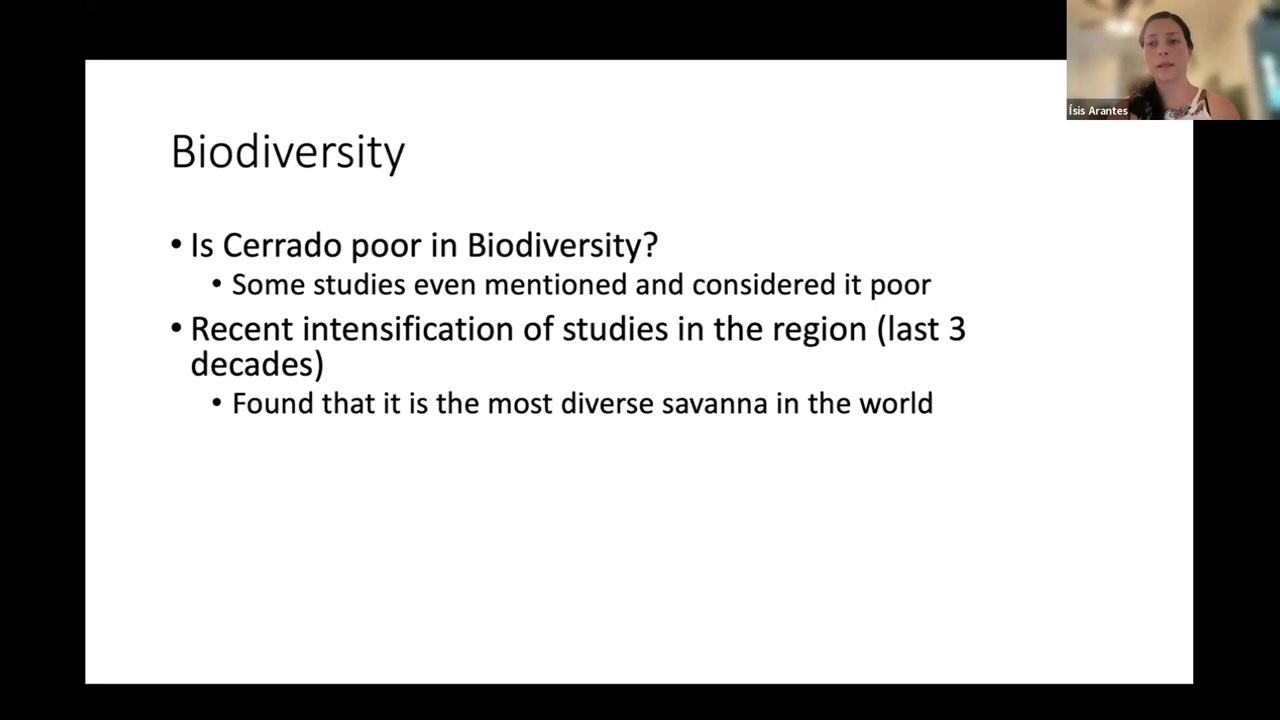 Ísis Arantes
Biodiversity
• Is Cerrado poor in Biodiversity?
• Some studies even mentioned and considered it poor
• Recent intensification of studies in the region (last 3
decades)
• Found that it is the most diverse savanna in the world